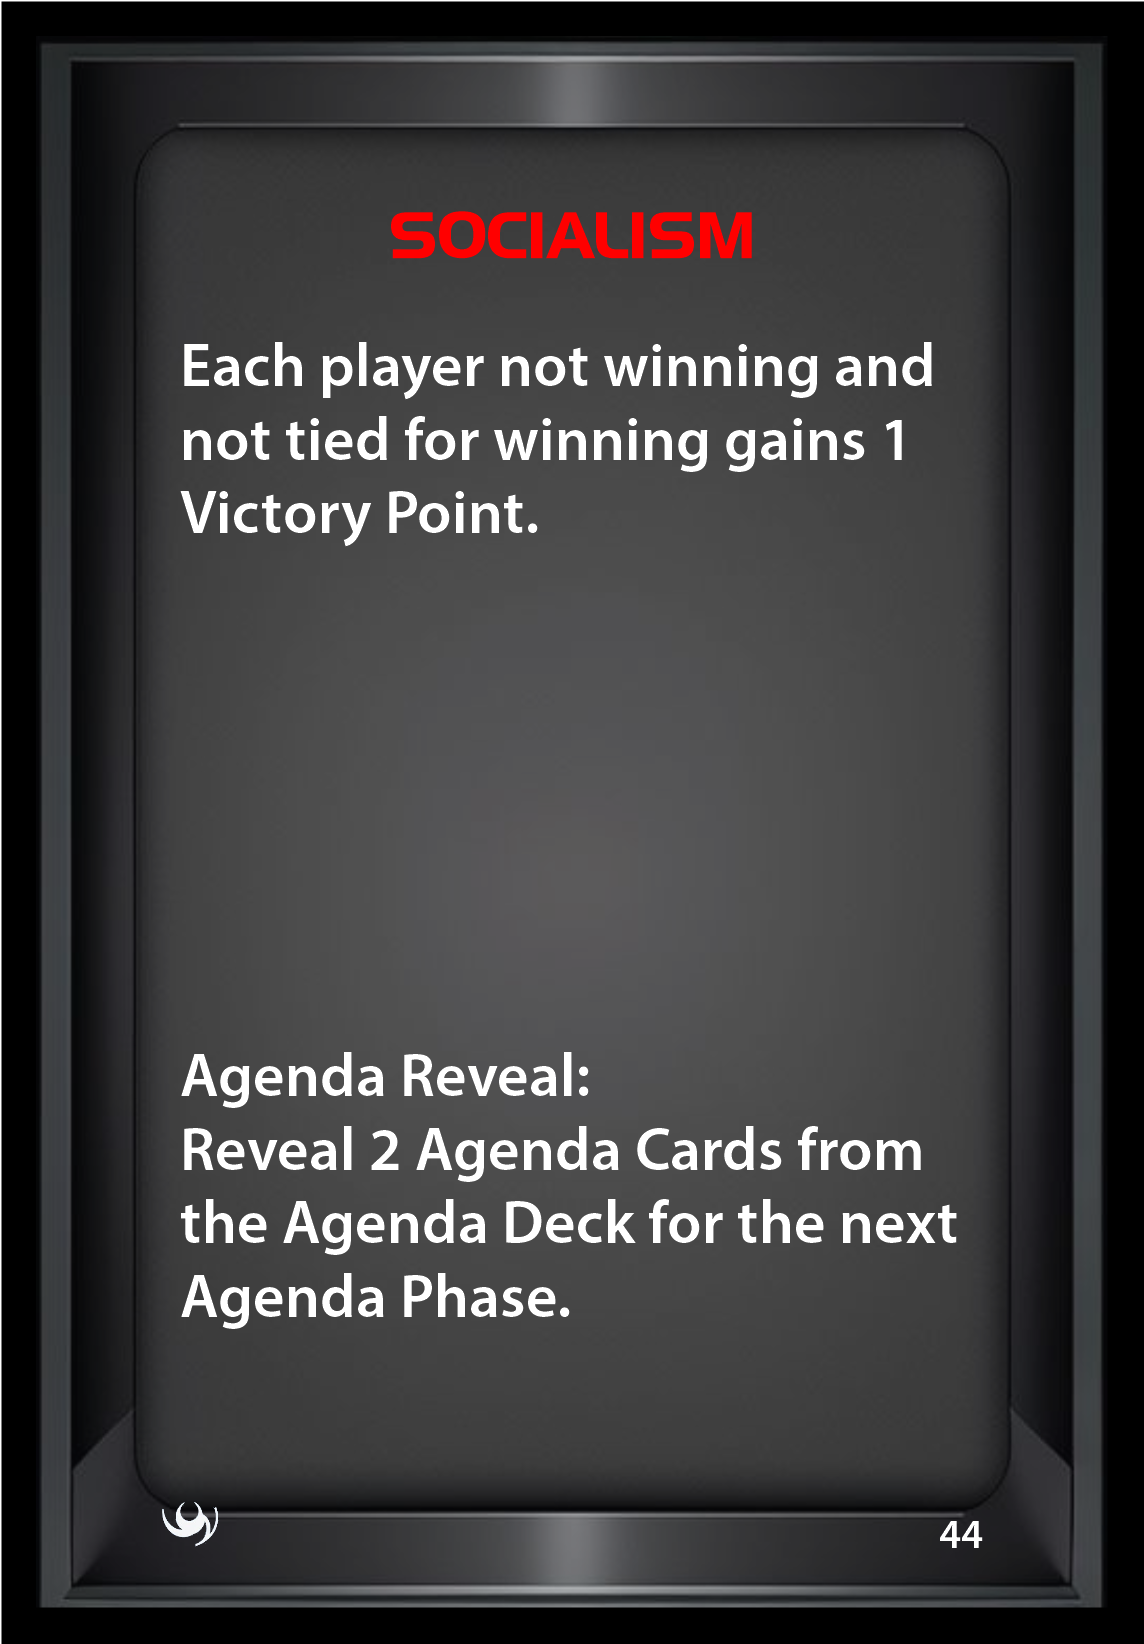 SOCIALISM
Each player not winning and
not tied for winning gains 1
Victory Point.
Agenda Reveal:
Reveal 2 Agenda Cards from
the Agenda Deck for the next
Agenda Phase.
44